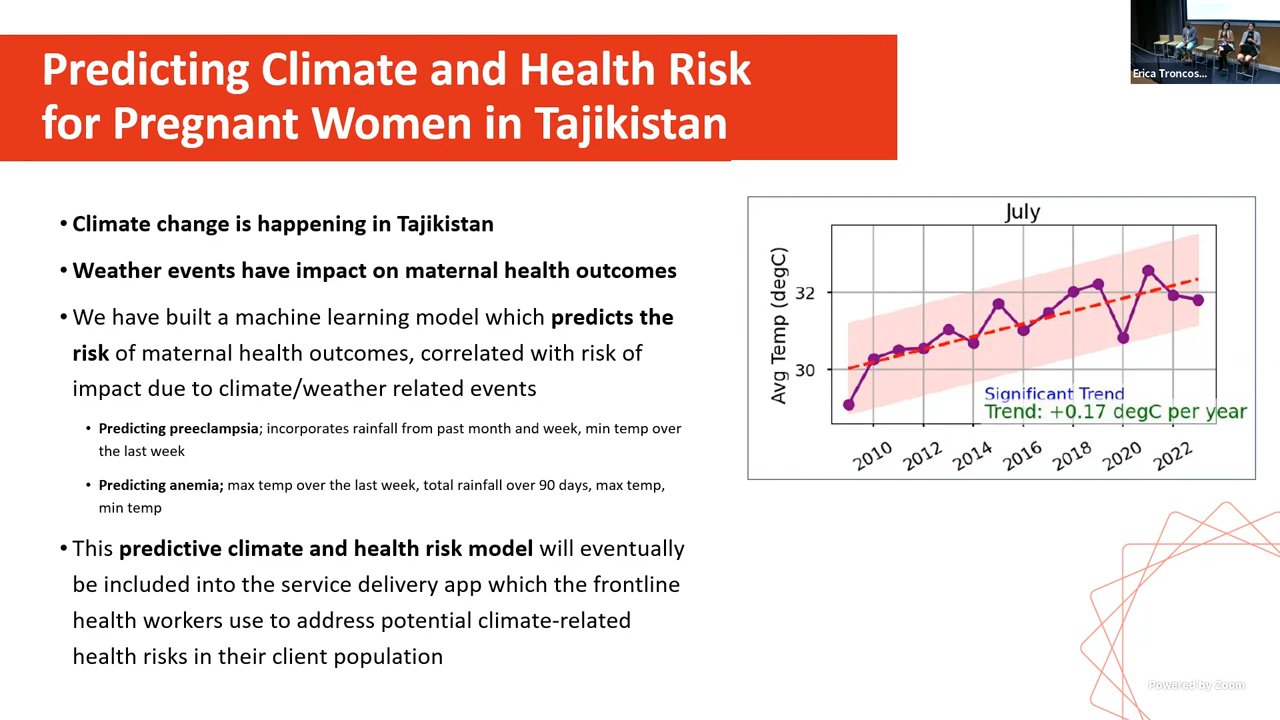 Predicting Climate and Health Risk
for Pregnant Women in Tajikistan
Erica Troncos...
• Climate change is happening in Tajikistan
• Weather events have impact on maternal health outcomes
• We have built a machine learning model which predicts the
risk of maternal health outcomes, correlated with risk of
impact due to climate/weather related events
• Predicting preeclampsia; incorporates rainfall from past month and week, min temp over
the last week
• Predicting anemia; max temp over the last week, total rainfall over 90 days, max temp,
min temp
• This predictive climate and health risk model will eventually
be included into the service delivery app which the frontline
health workers use to address potential climate-related
health risks in their client population
July
Avg Temp (degC)
32
30
Significant Trend
Trend: +0.17 degC per year
2010 2012 2014 2016 2018 2020 2022
Powered by Zoom